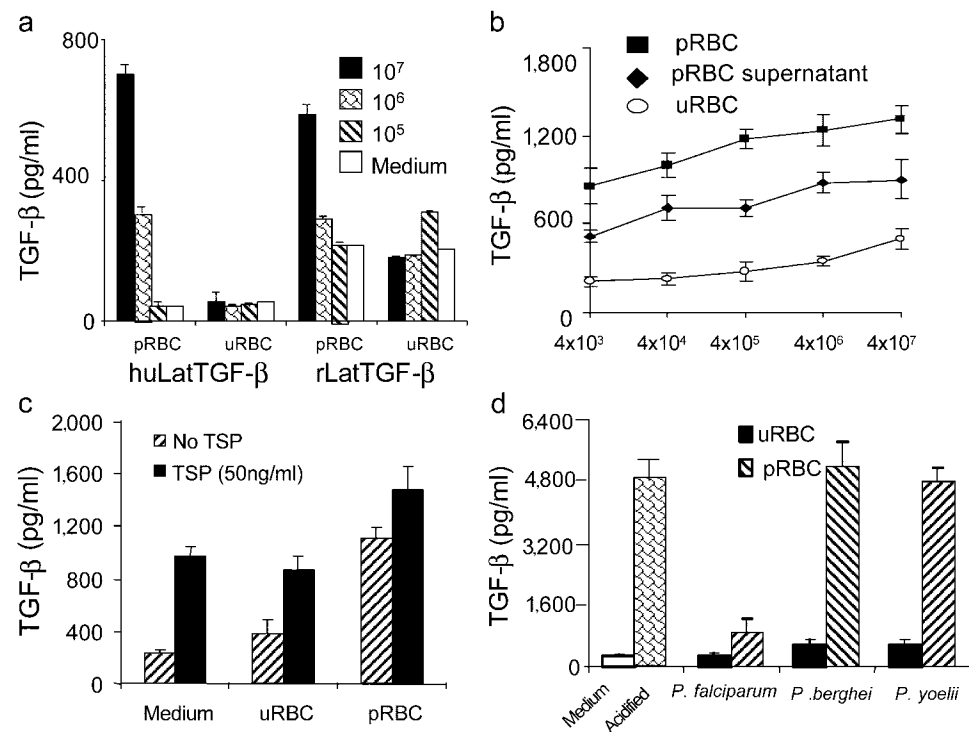 a
800
400
0
TGF-β (pg/ml)
10⁷
10⁶
10⁵
Medium
pRBC uRBC pRBC uRBC
huLatTGF-β rLatTGF-β
b
pRBC
pRBC supernatant
uRBC
1,800
1,200
600
0
TGF-β (pg/ml)
4x10³ 4x10⁴ 4x10⁵ 4x10⁶ 4x10⁷
c
2,000
1,600
1,200
800
400
0
TGF-β (pg/ml)
No TSP
TSP (50ng/ml)
Medium uRBC pRBC
d
6,400
4,800
3,200
1,600
0
TGF-β (pg/ml)
uRBC
pRBC
Medium
Acidified
P. falciparum P .berghei P. yoelii